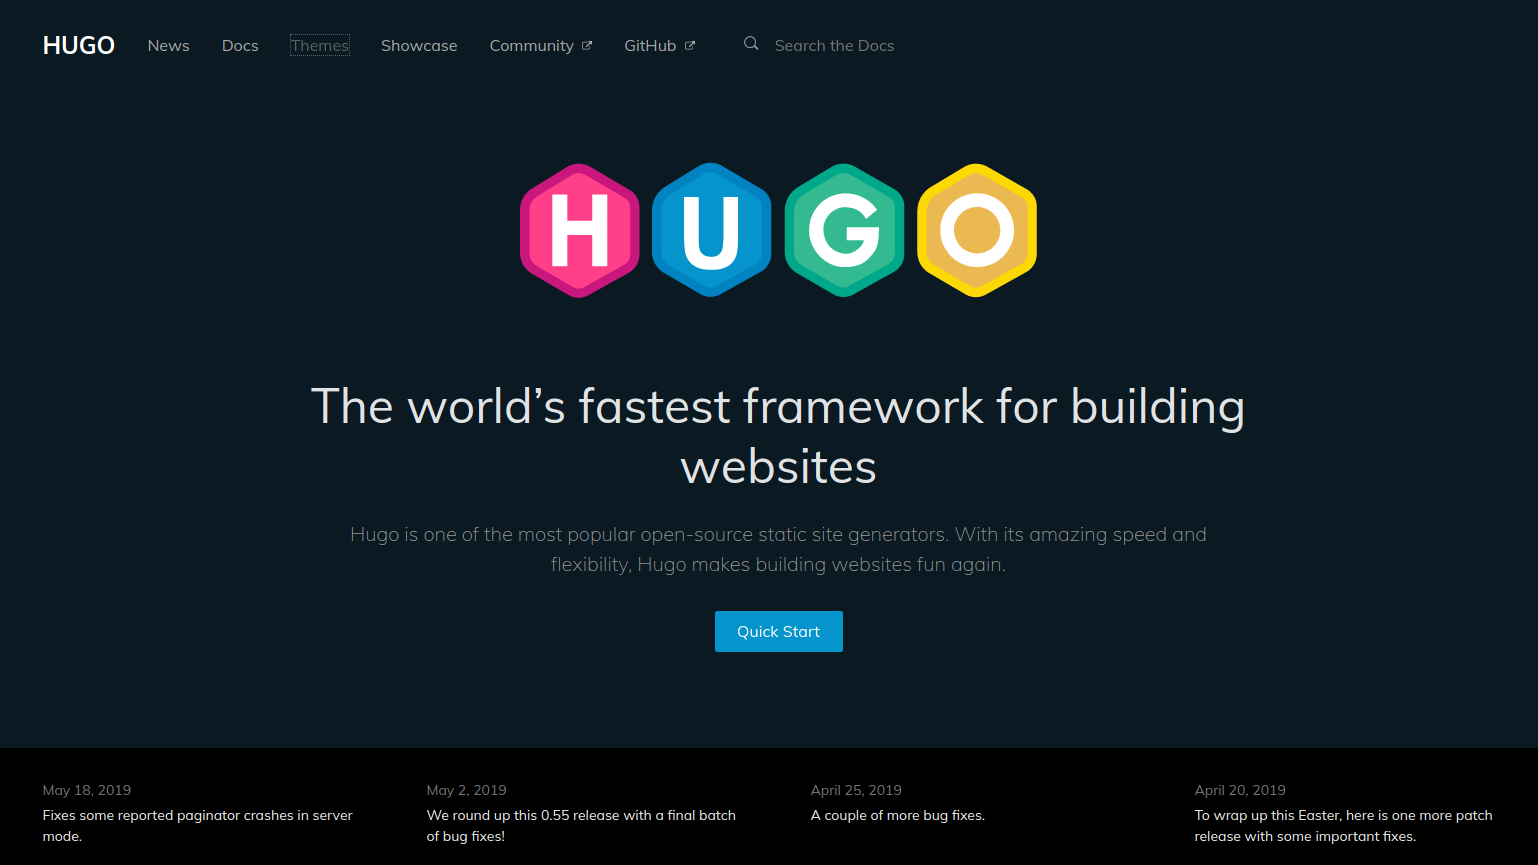 HUGO News Docs Themes Showcase Community GitHub Search the Docs
HUGO
The world’s fastest framework for building
websites
Hugo is one of the most popular open-source static site generators. With its amazing speed and
flexibility, Hugo makes building websites fun again.
Quick Start
May 18, 2019
Fixes some reported paginator crashes in server
mode.
May 2, 2019
We round up this 0.55 release with a final batch
of bug fixes!
April 25, 2019
A couple of more bug fixes.
April 20, 2019
To wrap up this Easter, here is one more patch
release with some important fixes.